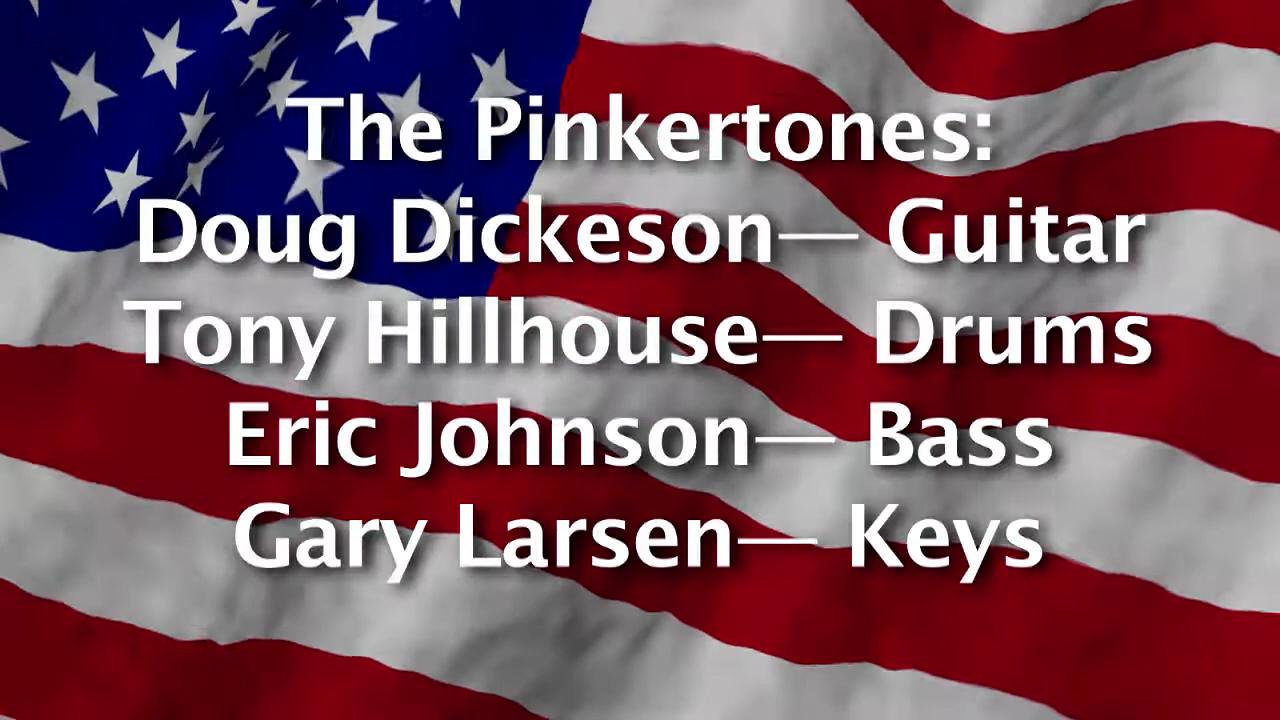 The Pinkertones:
Doug Dickeson— Guitar
Tony Hillhouse— Drums
Eric Johnson— Bass
Gary Larsen— Keys